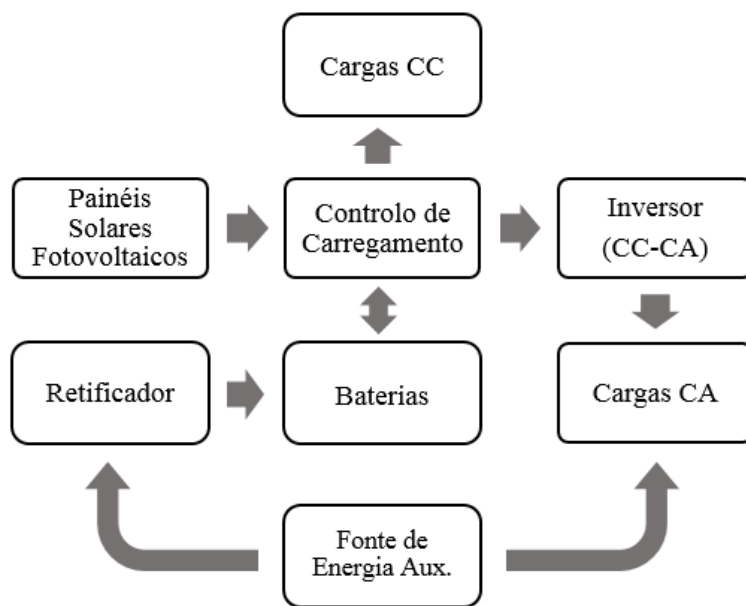 Cargas CC
Painéis
Solares
Fotovoltaicos
Controlo de
Carregamento
Inversor
(CC-CA)
Retificador
Baterias
Cargas CA
Fonte de
Energia Aux.